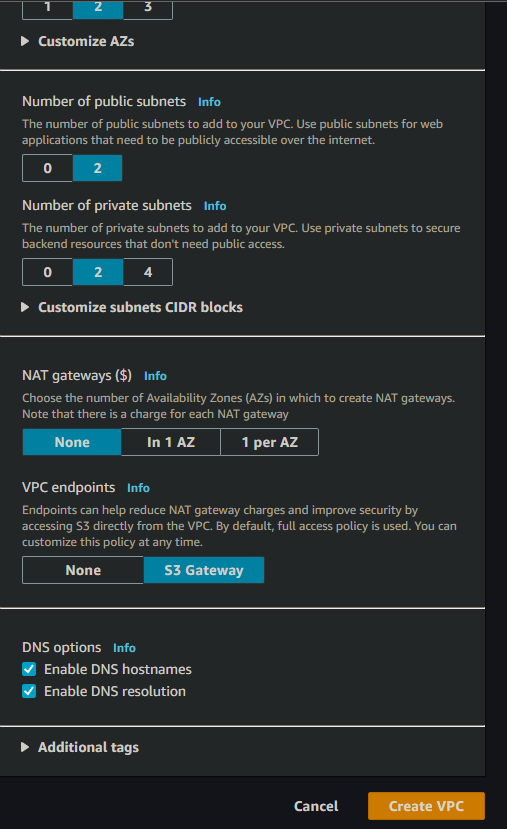 1 2 3
Customize AZs
Number of public subnets Info
The number of public subnets to add to your VPC. Use public subnets for web
applications that need to be publicly accessible over the internet.
0 2
Number of private subnets Info
The number of private subnets to add to your VPC. Use private subnets to secure
backend resources that don't need public access.
0 2 4
Customize subnets CIDR blocks
NAT gateways ($) Info
Choose the number of Availability Zones (AZs) in which to create NAT gateways.
Note that there is a charge for each NAT gateway
None In 1 AZ 1 per AZ
VPC endpoints Info
Endpoints can help reduce NAT gateway charges and improve security by
accessing S3 directly from the VPC. By default, full access policy is used. You can
customize this policy at any time.
None S3 Gateway
DNS options Info
Enable DNS hostnames
Enable DNS resolution
Additional tags
Cancel Create VPC